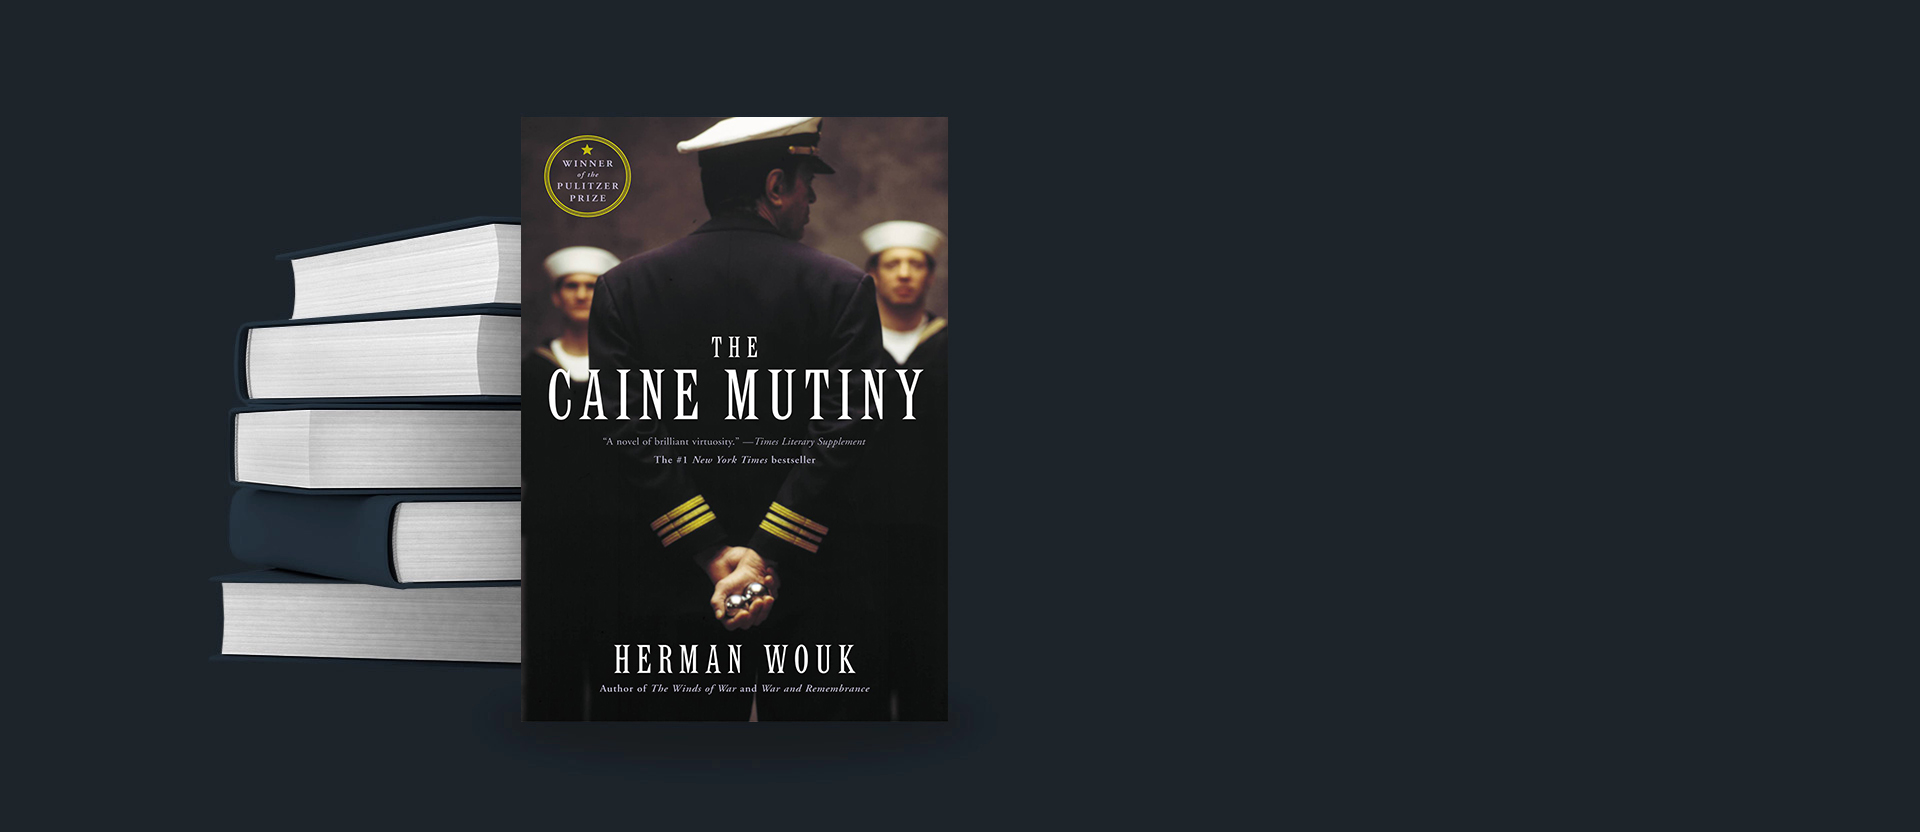 WINNER
of the
PULITZER
PRIZE
THE
CAINE MUTINY
“A novel of brilliant virtuosity.” —Times Literary Supplement
The #1 New York Times bestseller
HERMAN WOUK
Author of The Winds of War and War and Remembrance